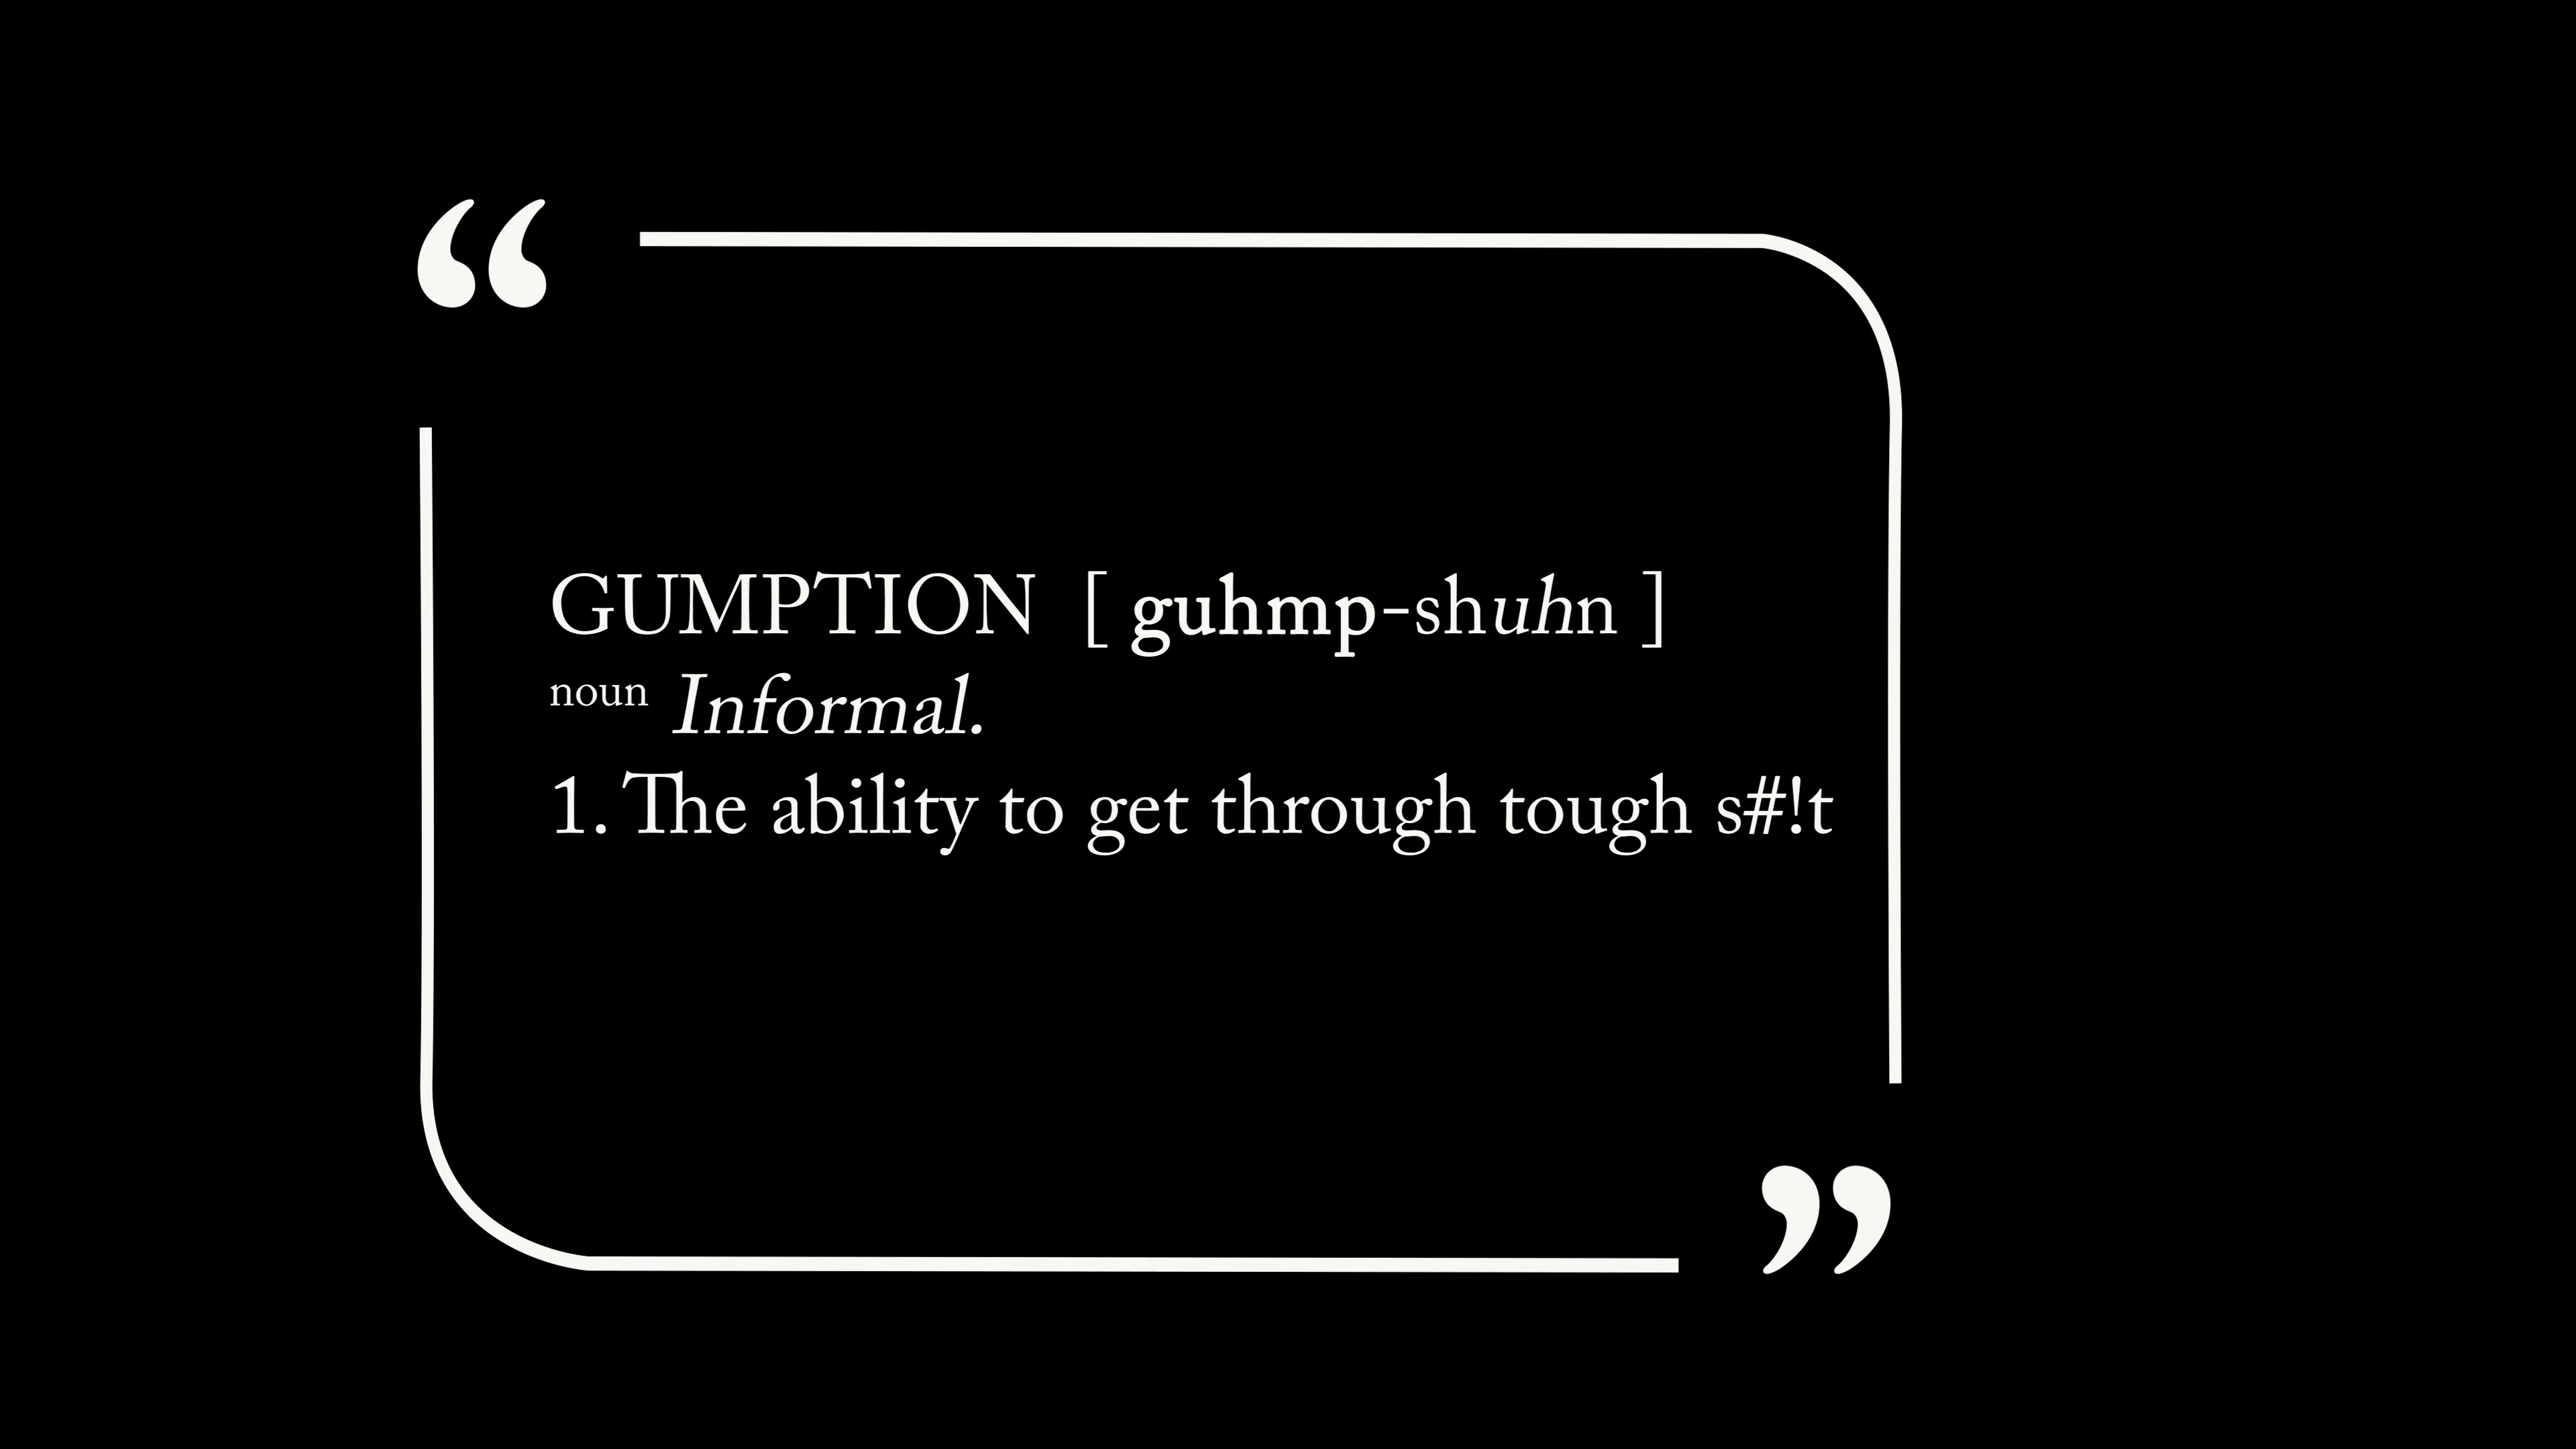 “
GUMPTION [ guhmp-shuhn ]
noun Informal.
1. The ability to get through tough s#!t
”